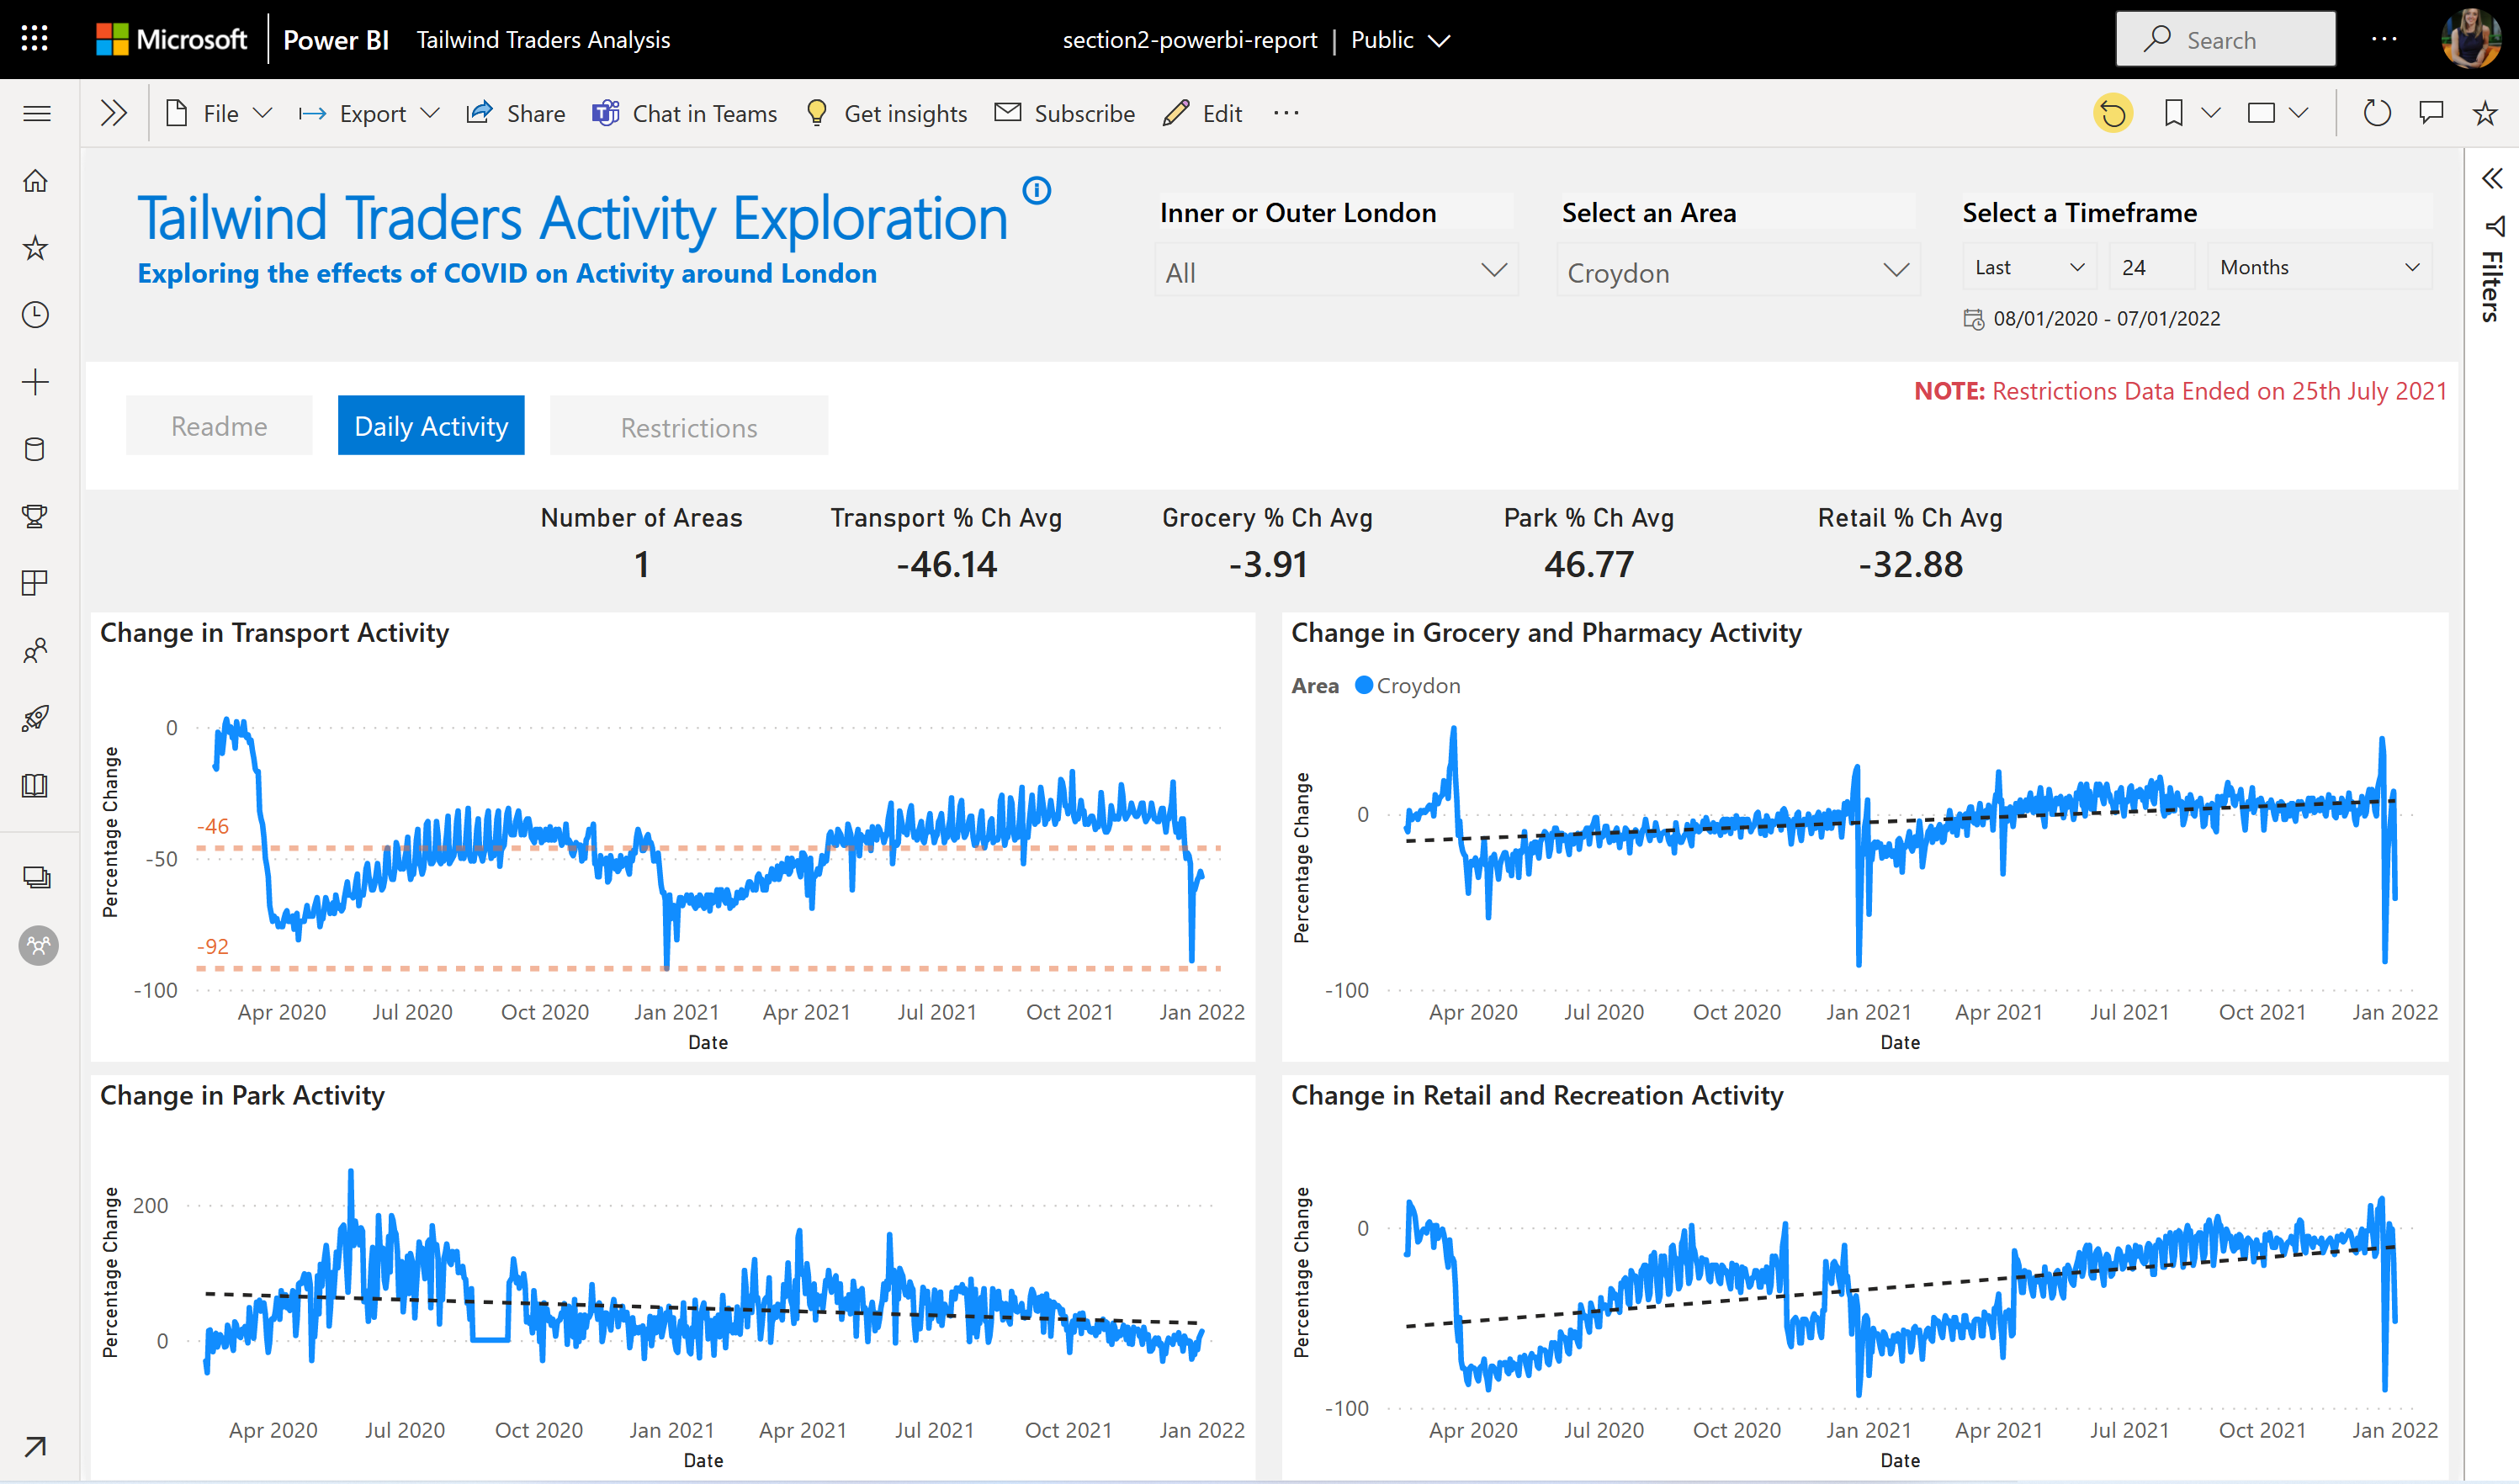 Microsoft Power BI Tailwind Traders Analysis section2-powerbi-report | Public Search
File Export Share Chat in Teams Get insights Subscribe Edit
Tailwind Traders Activity Exploration
Exploring the effects of COVID on Activity around London
Inner or Outer London
All
Select an Area
Croydon
Select a Timeframe
Last 24 Months
08/01/2020 - 07/01/2022
Filters
NOTE: Restrictions Data Ended on 25th July 2021
Readme Daily Activity Restrictions
Number of Areas Transport % Ch Avg Grocery % Ch Avg Park % Ch Avg Retail % Ch Avg
1 -46.14 -3.91 46.77 -32.88
Change in Transport Activity
Percentage Change
0
-46
-50
-92
-100
Apr 2020 Jul 2020 Oct 2020 Jan 2021 Apr 2021 Jul 2021 Oct 2021 Jan 2022
Date
Change in Grocery and Pharmacy Activity
Area Croydon
Percentage Change
0
-100
Apr 2020 Jul 2020 Oct 2020 Jan 2021 Apr 2021 Jul 2021 Oct 2021 Jan 2022
Date
Change in Park Activity
Percentage Change
200
0
Apr 2020 Jul 2020 Oct 2020 Jan 2021 Apr 2021 Jul 2021 Oct 2021 Jan 2022
Date
Change in Retail and Recreation Activity
Percentage Change
0
-100
Apr 2020 Jul 2020 Oct 2020 Jan 2021 Apr 2021 Jul 2021 Oct 2021 Jan 2022
Date